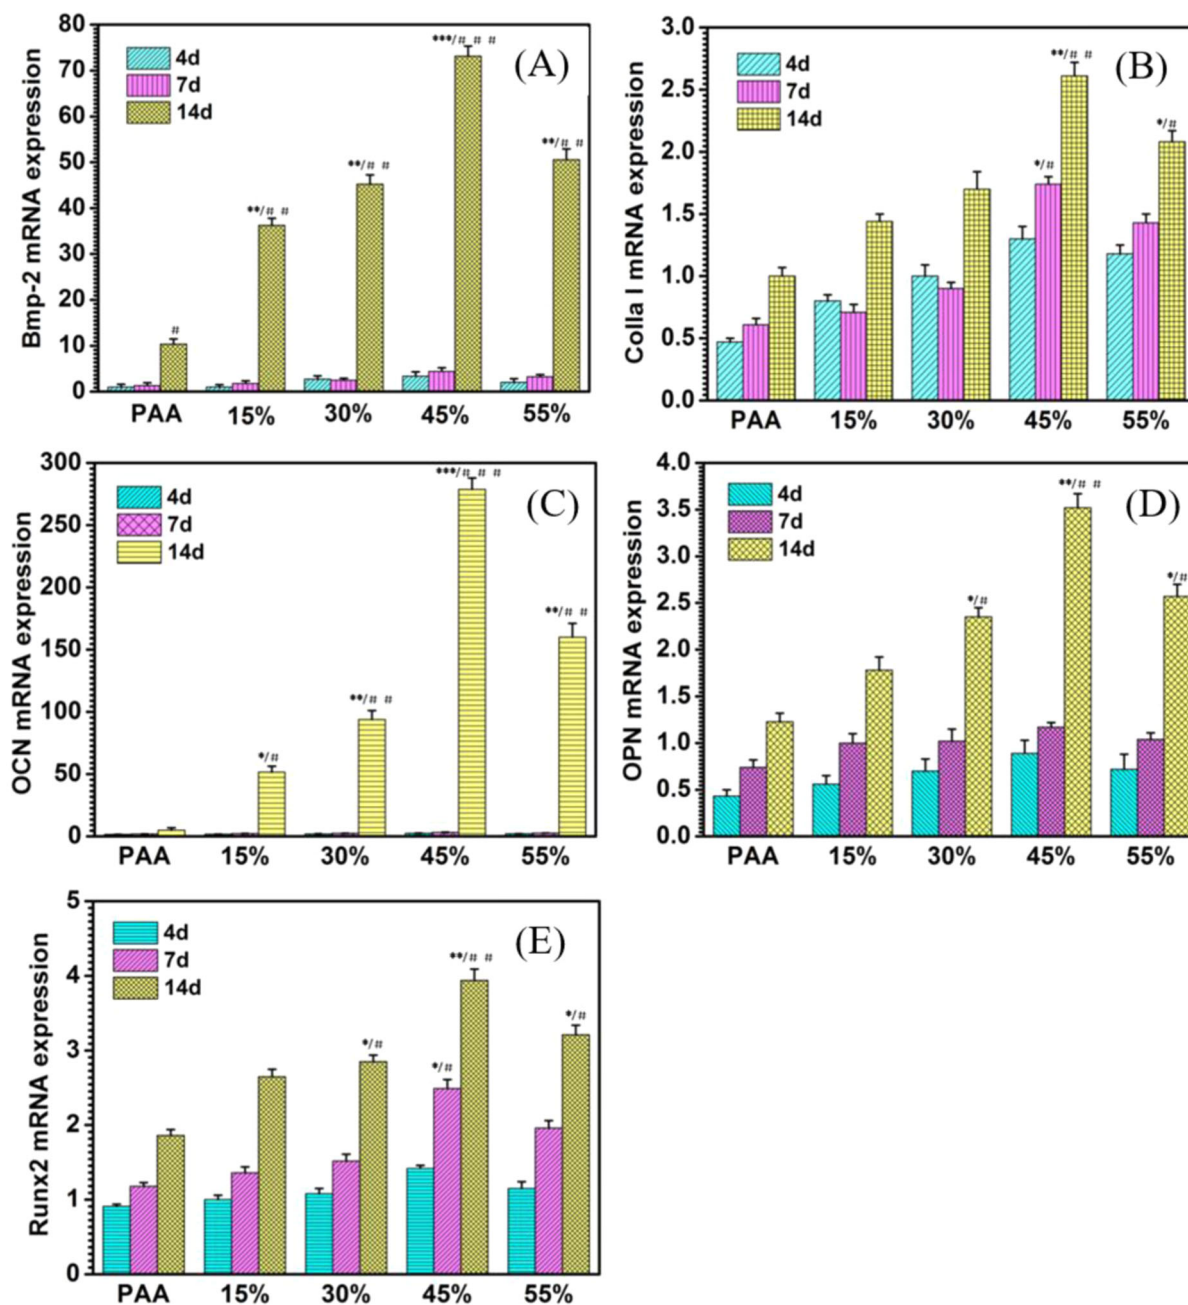 Bmp-2 mRNA expression
80
70
60
50
40
30
20
10
0
4d
7d
14d
(A)
#
**/# #
**/# #
***/# # #
**/# #
PAA 15% 30% 45% 55%
Colla I mRNA expression
3.0
2.5
2.0
1.5
1.0
0.5
0.0
4d
7d
14d
(B)
*/#
**/# #
*/#
PAA 15% 30% 45% 55%
OCN mRNA expression
300
250
200
150
100
50
0
4d
7d
14d
(C)
*/#
**/# #
***/# # #
**/# #
PAA 15% 30% 45% 55%
OPN mRNA expression
4.0
3.5
3.0
2.5
2.0
1.5
1.0
0.5
0.0
4d
7d
14d
(D)
*/#
**/# #
*/#
PAA 15% 30% 45% 55%
Runx2 mRNA expression
5
4
3
2
1
0
4d
7d
14d
(E)
*/#
*/#
**/# #
*/#
PAA 15% 30% 45% 55%